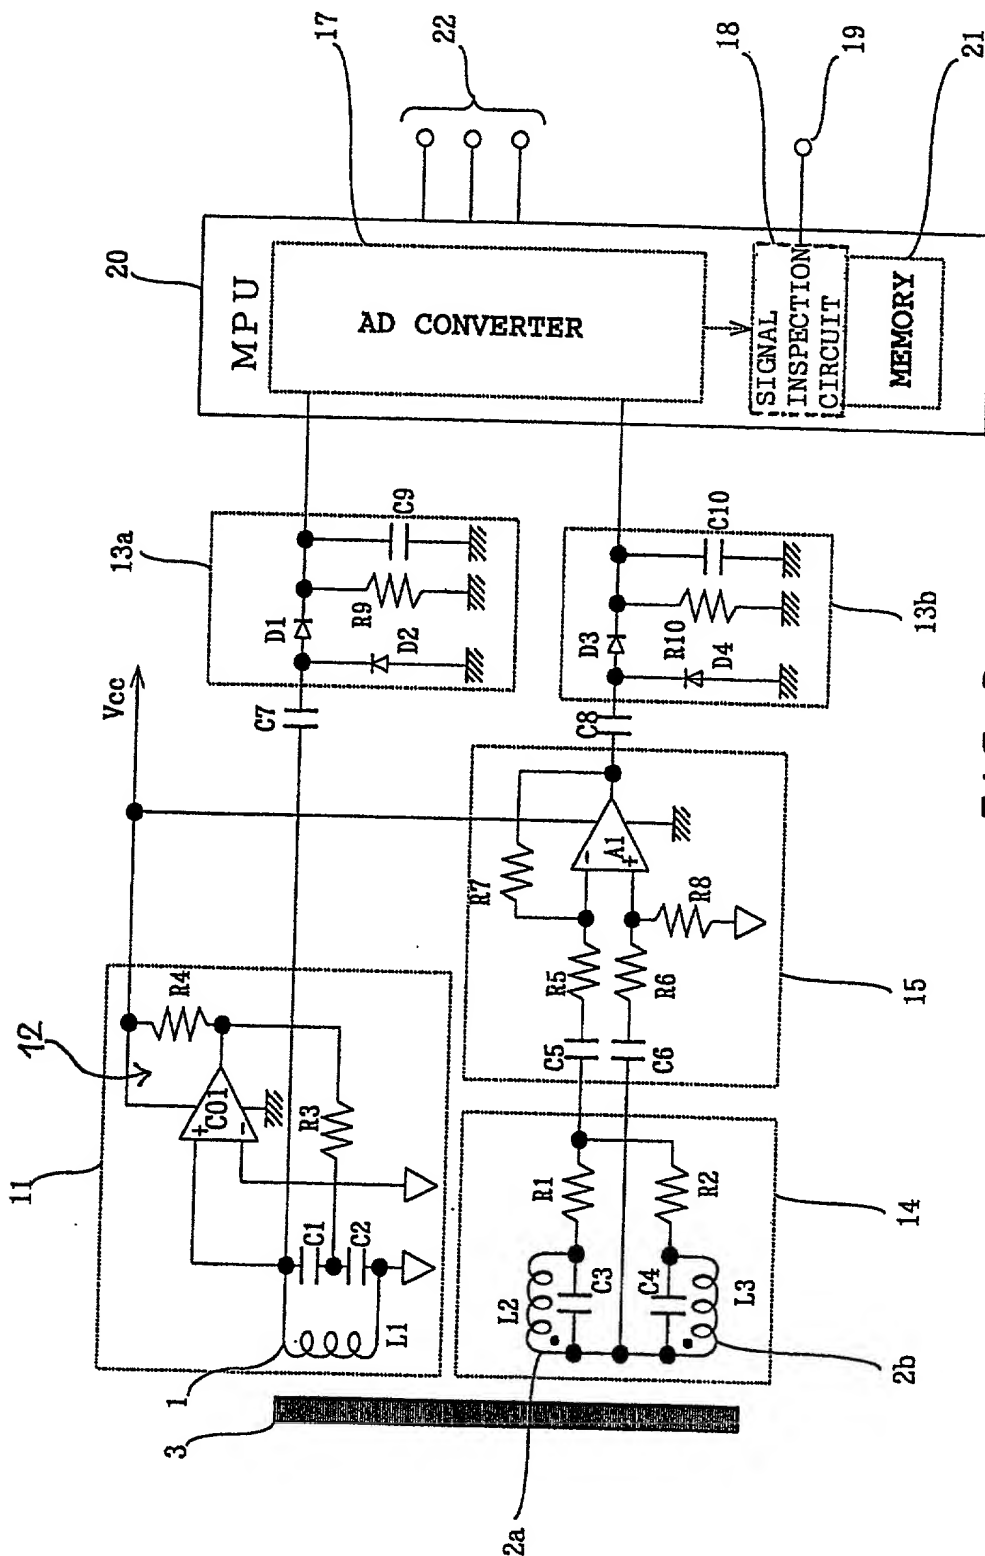 11
12
R4
C01
+
-
R3
C1
C2
L1
1
3
Vcc
C7
13a
D1
D2
R9
C9
20
MPU
AD CONVERTER
17
22
SIGNAL
INSPECTION
CIRCUIT
18
19
MEMORY
21
2a
L2
C3
R1
C4
R2
L3
2b
14
C5
C6
R5
R6
R7
A1
-
+
R8
15
C8
D3
D4
R10
C10
13b